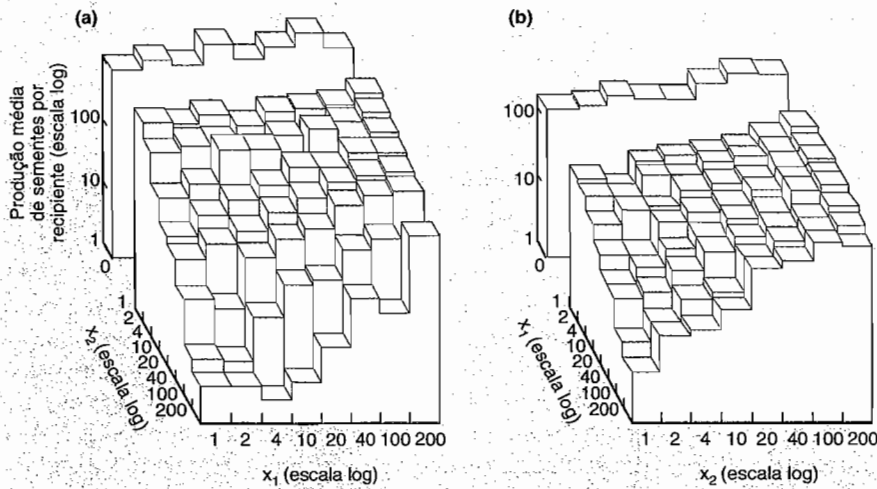 (a)
Produção média
de sementes por
recipiente (escala log)
100
10
1
0
1
2
4
10
20
40
100
200
x₂ (escala log)
1 2 4 10 20 40 100 200
x₁ (escala log)
(b)
100
10
1
0
1
2
4
10
20
40
100
200
x₁ (escala log)
1 2 4 10 20 40 100 200
x₂ (escala log)